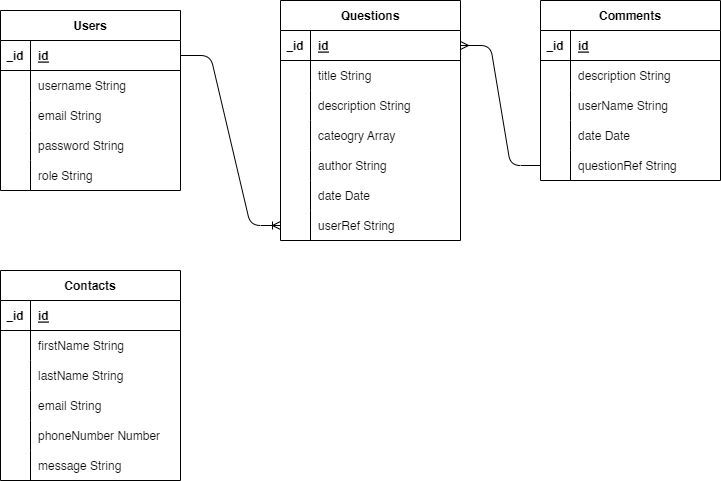 Users
_id id
username String
email String
password String
role String
Questions
_id id
title String
description String
cateogry Array
author String
date Date
userRef String
Comments
_id id
description String
userName String
date Date
questionRef String
Contacts
_id id
firstName String
lastName String
email String
phoneNumber Number
message String